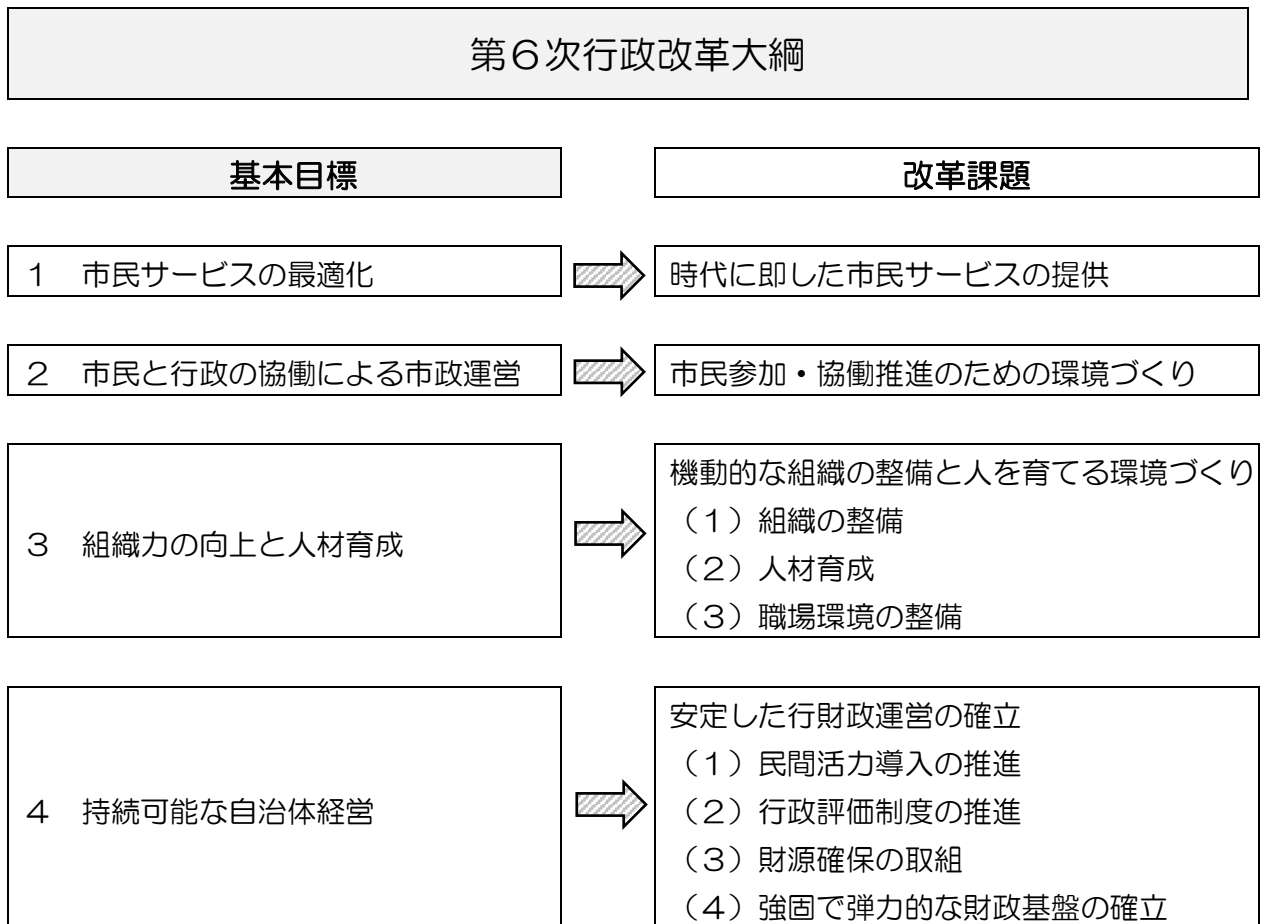 第６次行政改革大綱
基本目標
改革課題
１　市民サービスの最適化
時代に即した市民サービスの提供
２　市民と行政の協働による市政運営
市民参加・協働推進のための環境づくり
３　組織力の向上と人材育成
機動的な組織の整備と人を育てる環境づくり
（１）組織の整備
（２）人材育成
（３）職場環境の整備
４　持続可能な自治体経営
安定した行財政運営の確立
（１）民間活力導入の推進
（２）行政評価制度の推進
（３）財源確保の取組
（４）強固で弾力的な財政基盤の確立